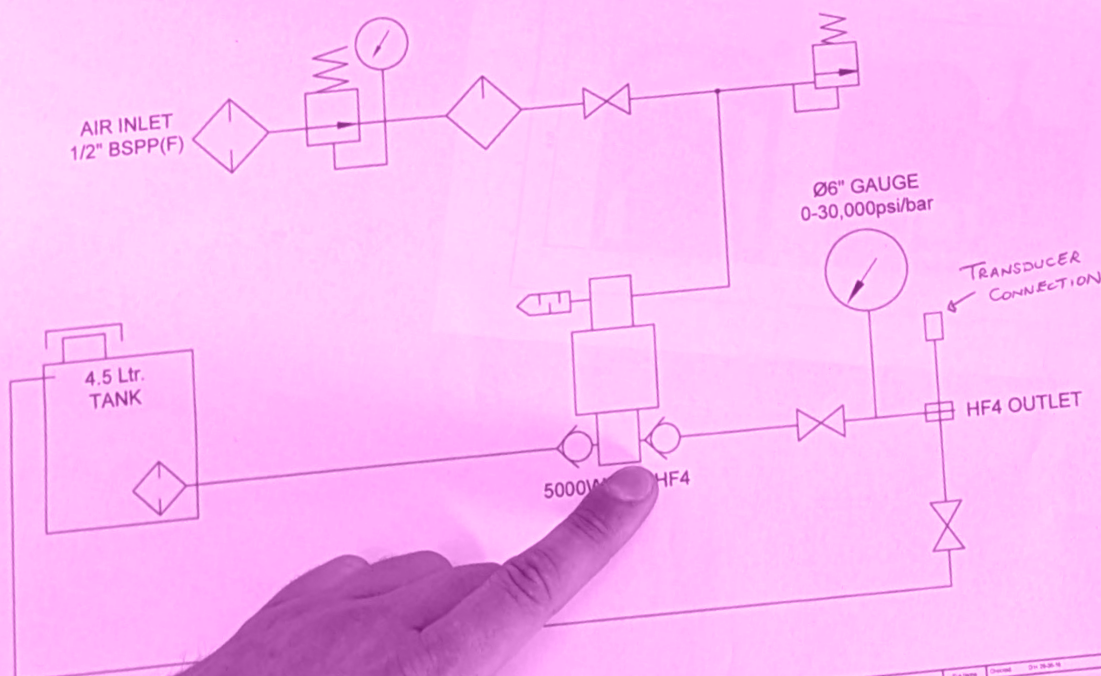 AIR INLET
1/2" BSPP(F)
Ø6" GAUGE
0-30,000psi/bar
TRANSDUCER
CONNECTION
4.5 Ltr.
TANK
HF4 OUTLET
HF4